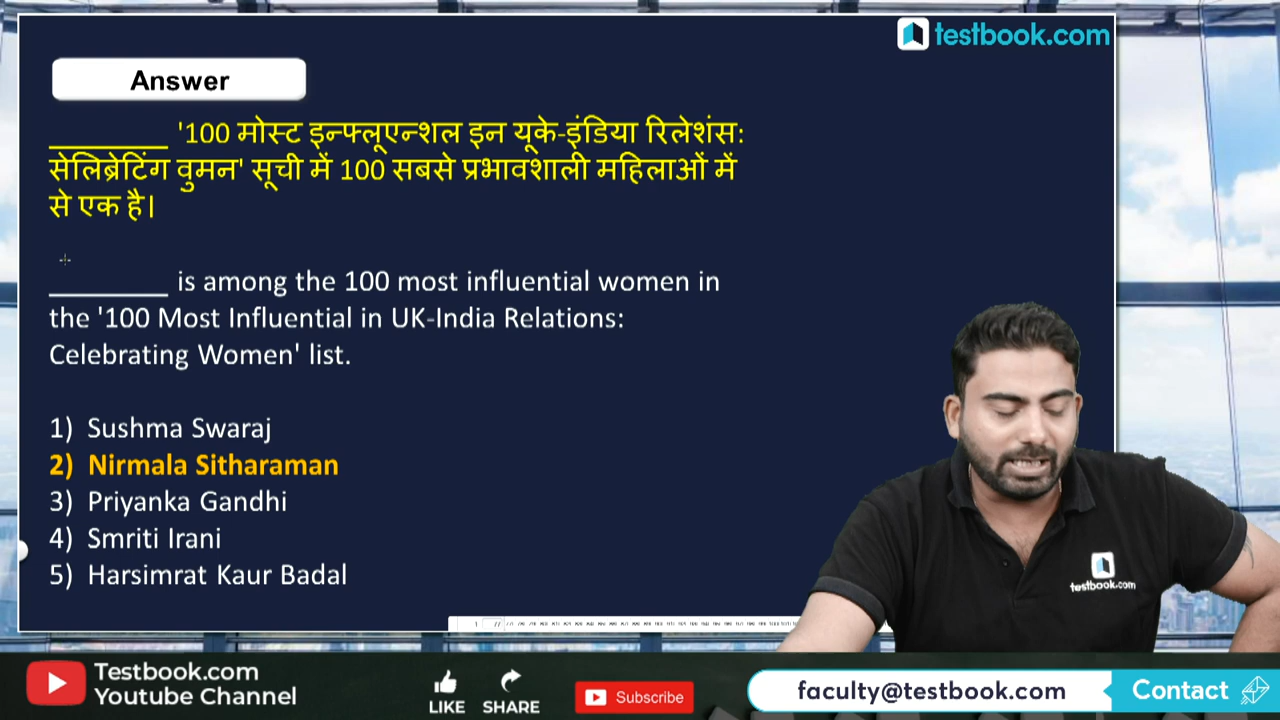 testbook.com
Answer
_______ '100 मोस्ट इन्फ्लूएन्शल इन यूके-इंडिया रिलेशंस:
सेलिब्रेटिंग वुमन' सूची में 100 सबसे प्रभावशाली महिलाओं में
से एक है।
_______ is among the 100 most influential women in
the '100 Most Influential in UK-India Relations:
Celebrating Women' list.
1) Sushma Swaraj
2) Nirmala Sitharaman
3) Priyanka Gandhi
4) Smriti Irani
5) Harsimrat Kaur Badal
testbook.com
Testbook.com
Youtube Channel
LIKE
SHARE
Subscribe
faculty@testbook.com
Contact